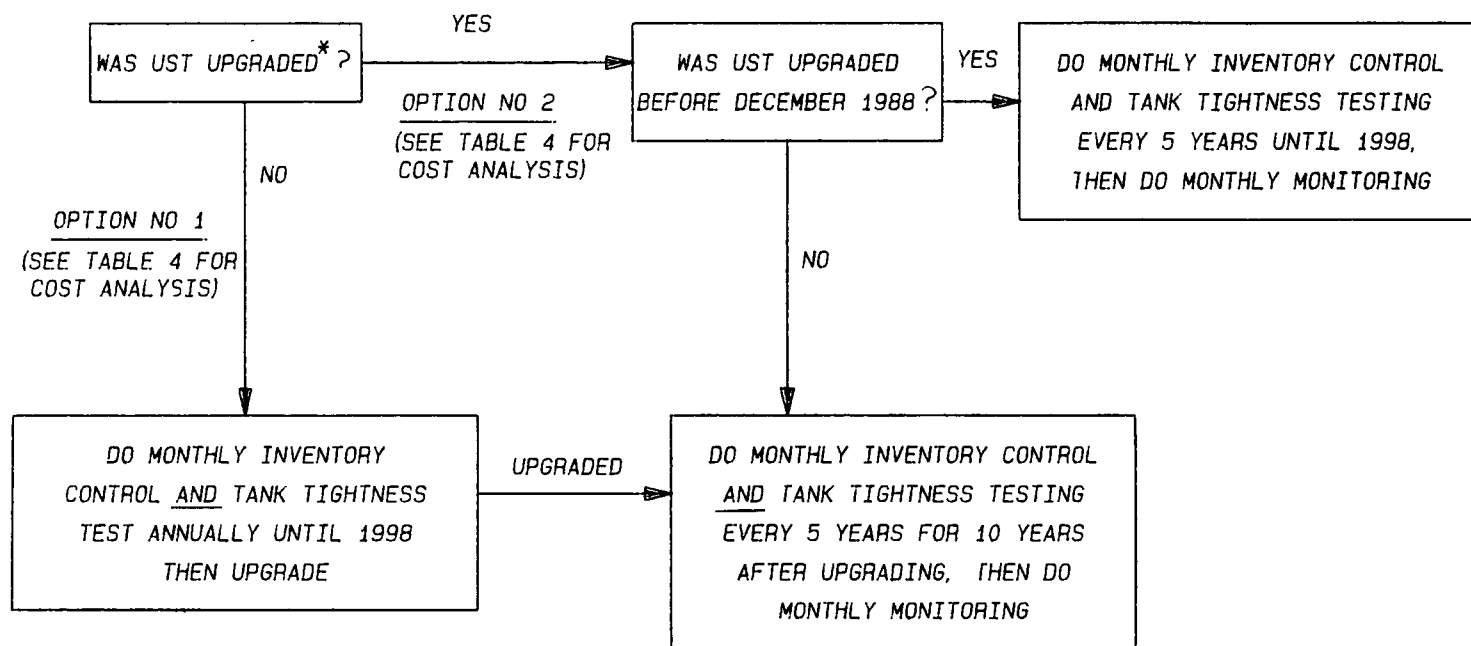 WAS UST UPGRADED*?
YES
OPTION NO 2
(SEE TABLE 4 FOR
COST ANALYSIS)
WAS UST UPGRADED
BEFORE DECEMBER 1988?
YES
DO MONTHLY INVENTORY CONTROL
AND TANK TIGHTNESS TESTING
EVERY 5 YEARS UNTIL 1998,
THEN DO MONTHLY MONITORING
NO
OPTION NO 1
(SEE TABLE 4 FOR
COST ANALYSIS)
NO
DO MONTHLY INVENTORY
CONTROL AND TANK TIGHTNESS
TEST ANNUALLY UNTIL 1998
THEN UPGRADE
UPGRADED
DO MONTHLY INVENTORY CONTROL
AND TANK TIGHTNESS TESTING
EVERY 5 YEARS FOR 10 YEARS
AFTER UPGRADING, THEN DO
MONTHLY MONITORING